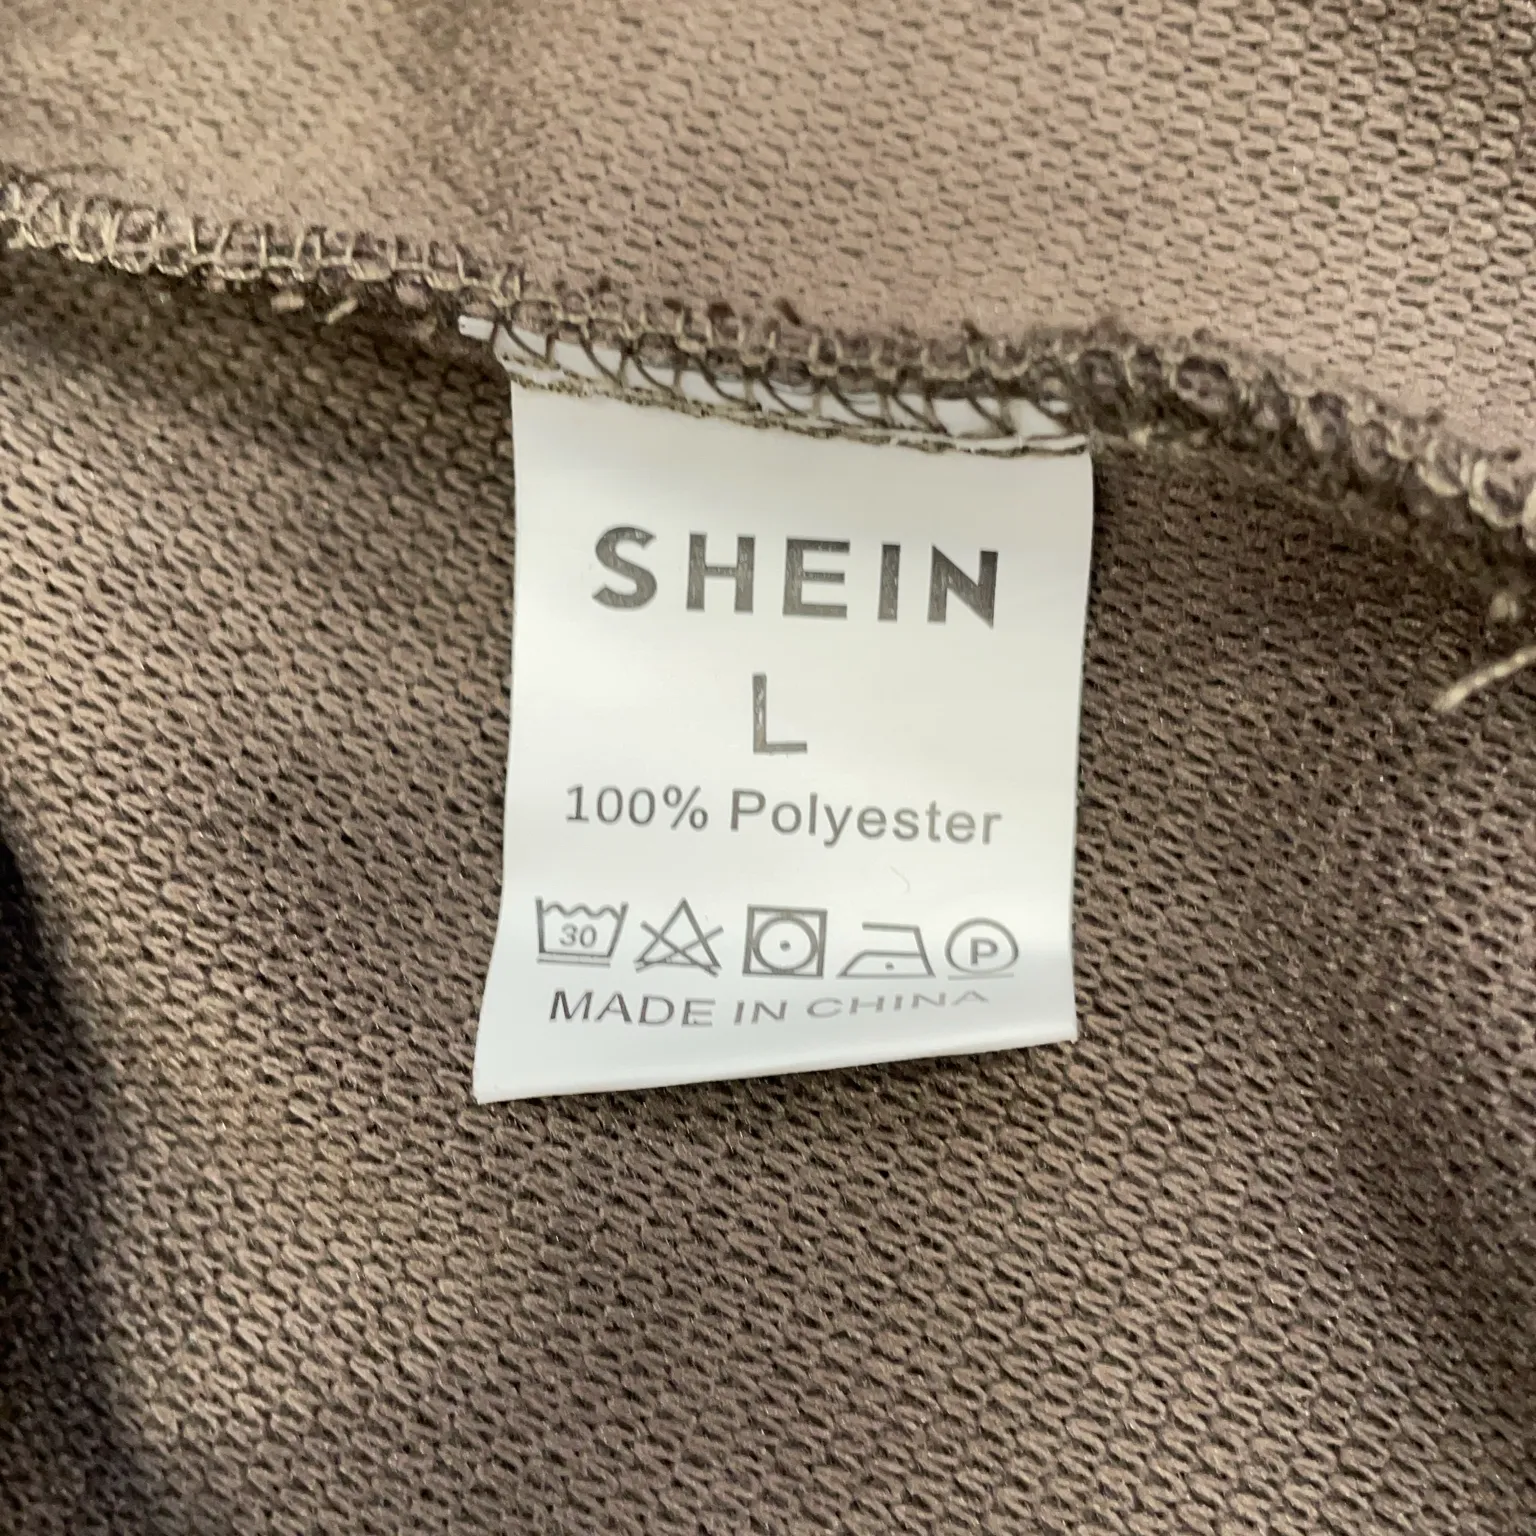 SHEIN
L
100% Polyester
30 P
MADE IN CHINA